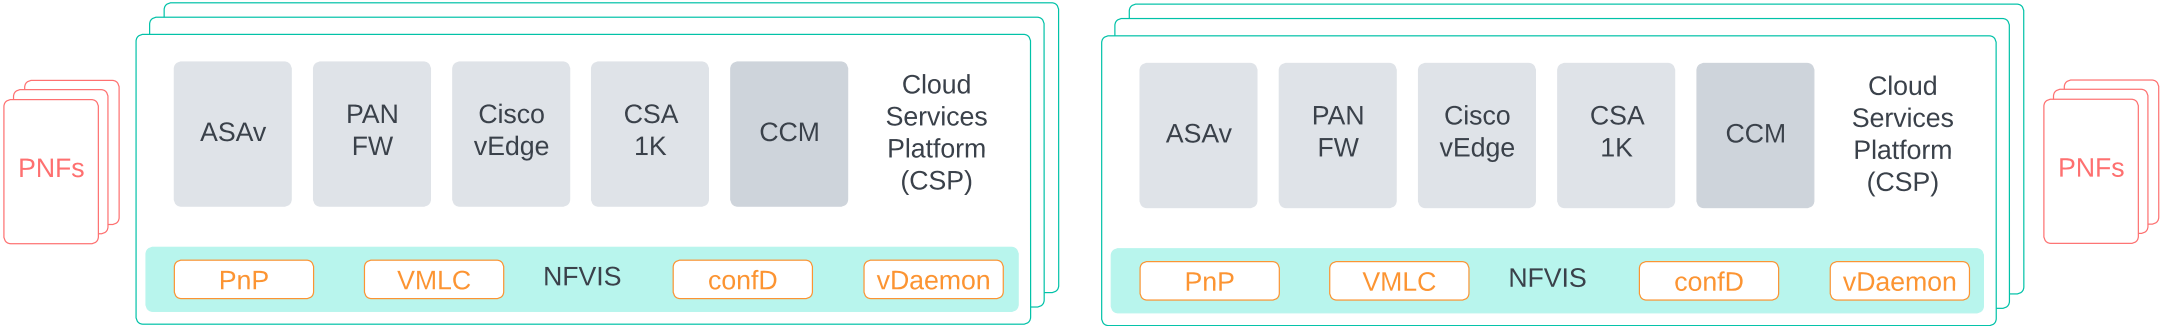 PNFs
ASAv
PAN
FW
Cisco
vEdge
CSA
1K
CCM
Cloud
Services
Platform
(CSP)
PnP
VMLC
NFVIS
confD
vDaemon
ASAv
PAN
FW
Cisco
vEdge
CSA
1K
CCM
Cloud
Services
Platform
(CSP)
PnP
VMLC
NFVIS
confD
vDaemon
PNFs